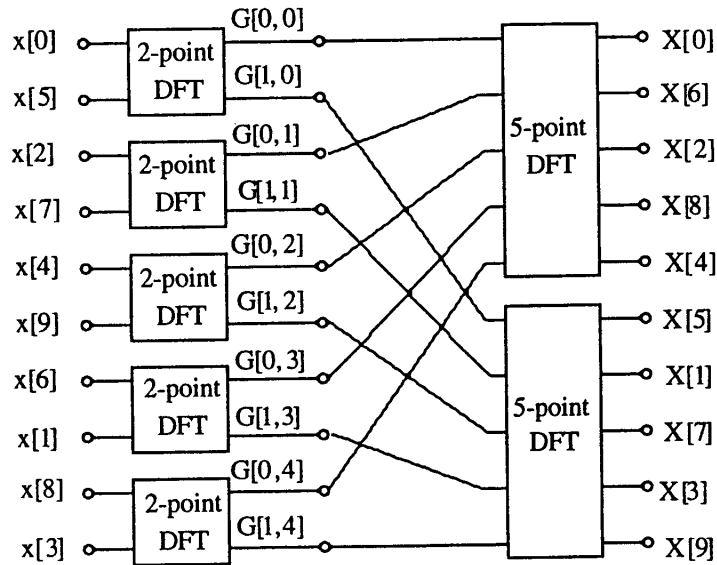 x[0]
2-point
DFT
G[0,0]
X[0]
x[5]
G[1,0]
X[6]
x[2]
2-point
DFT
G[0,1]
5-point
DFT
X[2]
x[7]
G[1,1]
X[8]
x[4]
2-point
DFT
G[0,2]
X[4]
x[9]
G[1,2]
X[5]
x[6]
2-point
DFT
G[0,3]
X[1]
x[1]
G[1,3]
5-point
DFT
X[7]
x[8]
2-point
DFT
G[0,4]
X[3]
x[3]
G[1,4]
X[9]